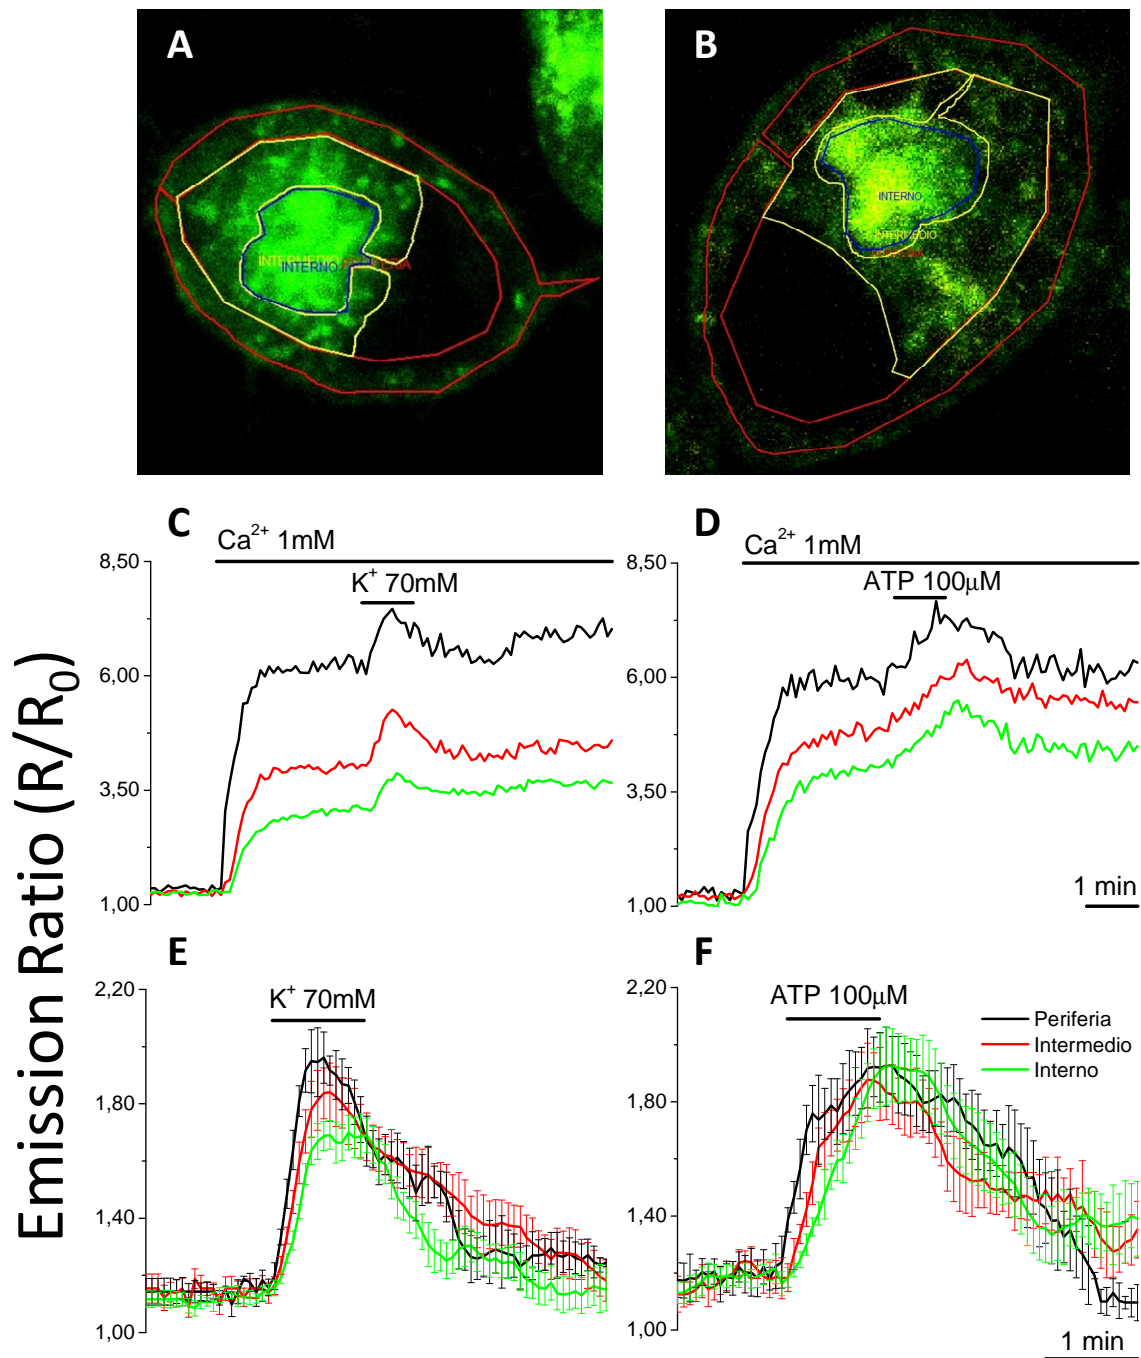 A
B
INTERMEDIO
INTERNO
INTERNO
INTERMEDIO
C
D
Ca²⁺ 1mM
Ca²⁺ 1mM
8,50
K⁺ 70mM
8,50
ATP 100µM
6,00
6,00
3,50
3,50
1 min
1,00
1,00
Emission Ratio (R/R₀)
E
F
2,20
K⁺ 70mM
2,20
ATP 100µM
Periferia
Intermedio
Interno
1,80
1,80
1,40
1,40
1,00
1,00
1 min